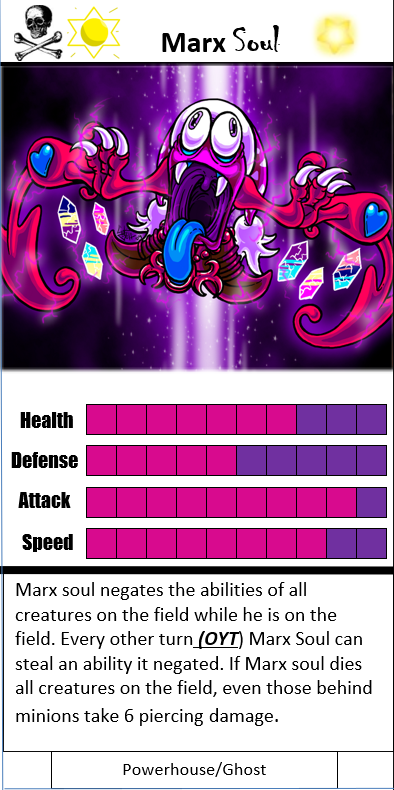 Marx Soul
Health
Defense
Attack
Speed
Marx soul negates the abilities of all
creatures on the field while he is on the
field. Every other turn (OYT) Marx Soul can
steal an ability it negated. If Marx soul dies
all creatures on the field, even those behind
minions take 6 piercing damage.
Powerhouse/Ghost